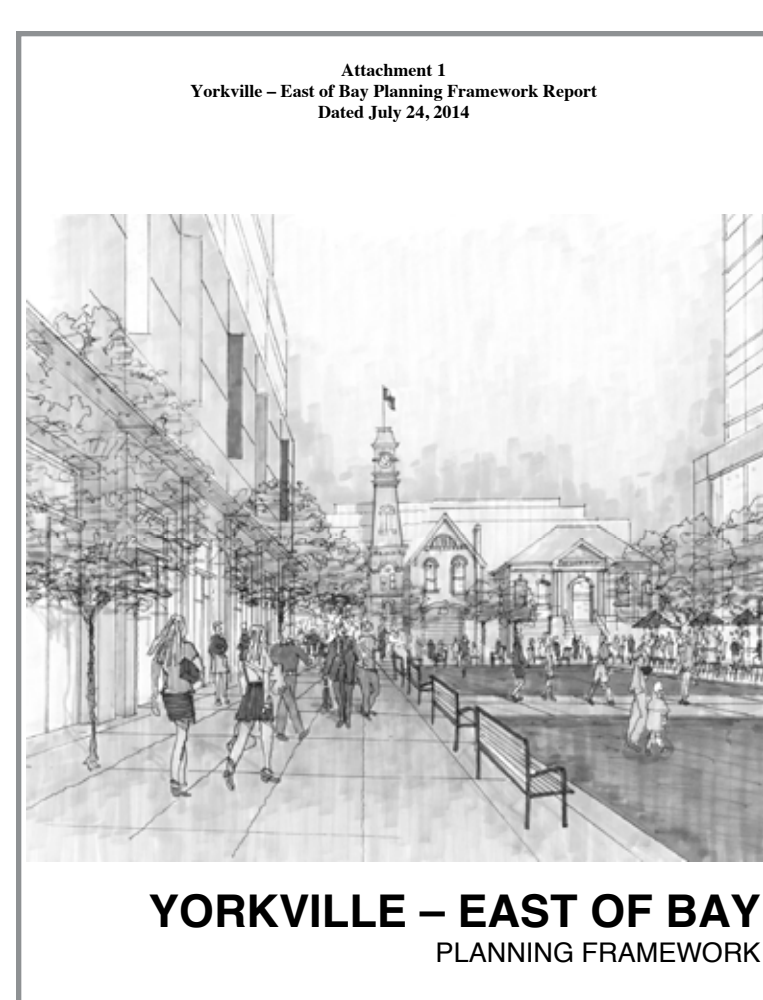 Attachment 1
Yorkville – East of Bay Planning Framework Report
Dated July 24, 2014
YORKVILLE – EAST OF BAY
PLANNING FRAMEWORK